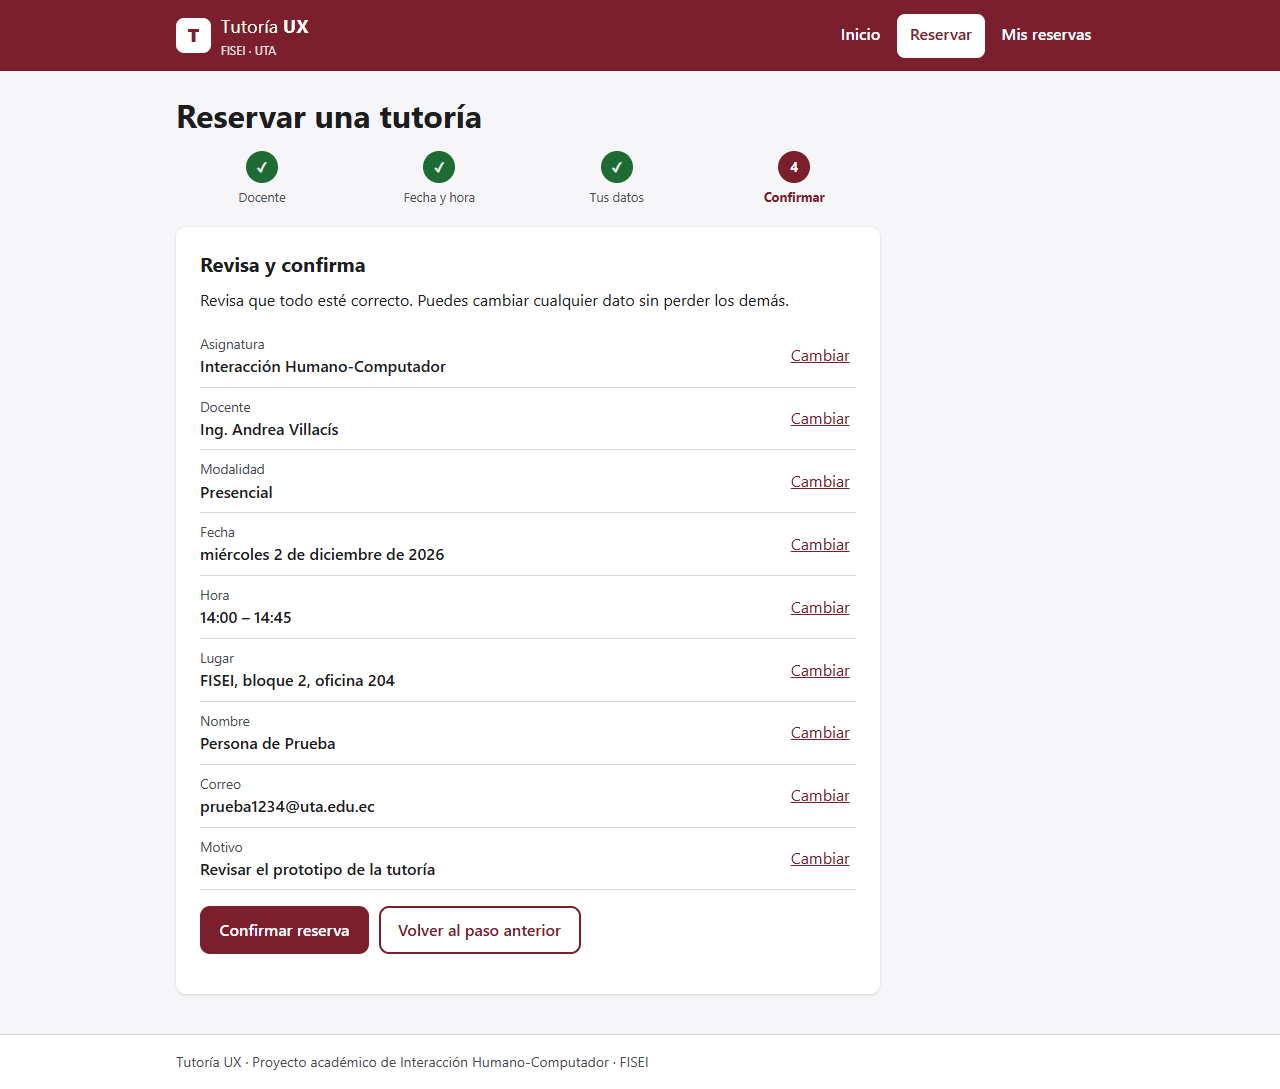 T
Tutoría UX
FISEI · UTA
Inicio
Reservar
Mis reservas
Reservar una tutoría
✓
✓
✓
4
Docente
Fecha y hora
Tus datos
Confirmar
Revisa y confirma
Revisa que todo esté correcto. Puedes cambiar cualquier dato sin perder los demás.
Asignatura
Interacción Humano-Computador
Cambiar
Docente
Ing. Andrea Villacís
Cambiar
Modalidad
Presencial
Cambiar
Fecha
miércoles 2 de diciembre de 2026
Cambiar
Hora
14:00 – 14:45
Cambiar
Lugar
FISEI, bloque 2, oficina 204
Cambiar
Nombre
Persona de Prueba
Cambiar
Correo
prueba1234@uta.edu.ec
Cambiar
Motivo
Revisar el prototipo de la tutoría
Cambiar
Confirmar reserva
Volver al paso anterior
Tutoría UX · Proyecto académico de Interacción Humano-Computador · FISEI